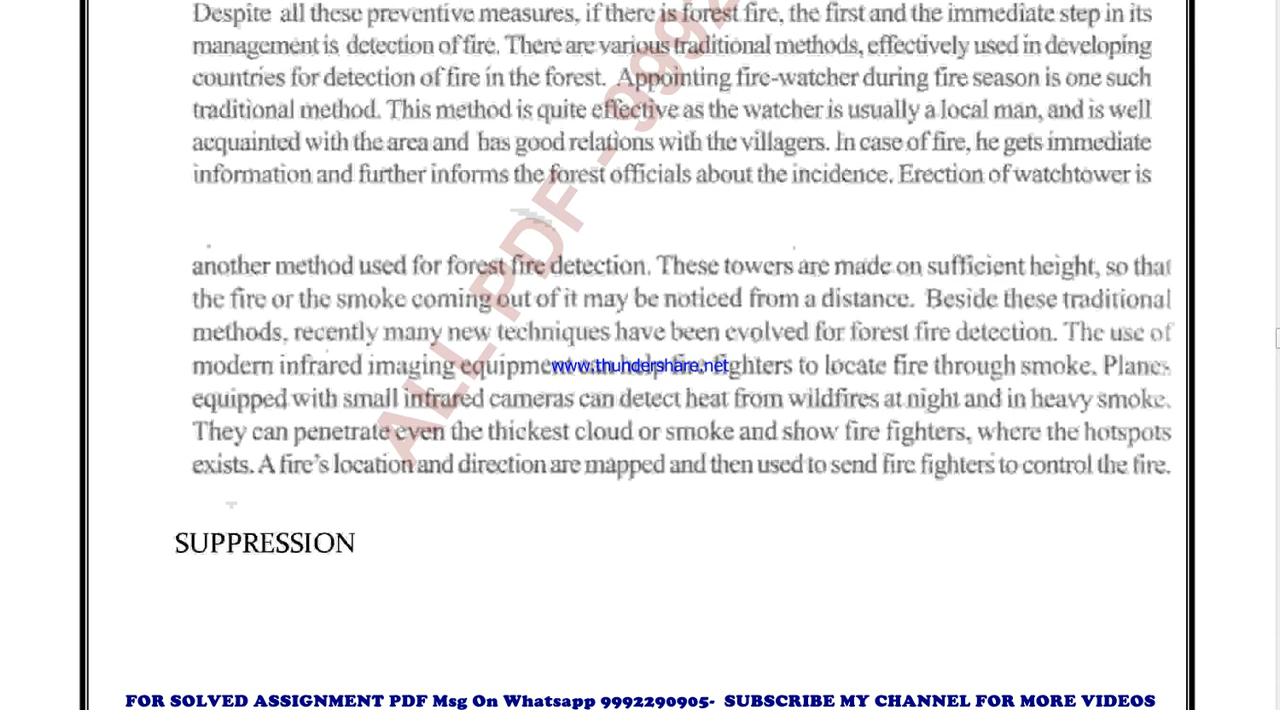 Despite all these preventive measures, if there is forest fire, the first and the immediate step in its
management is detection of fire. There are various traditional methods, effectively used in developing
countries for detection of fire in the forest. Appointing fire-watcher during fire season is one such
traditional method. This method is quite effective as the watcher is usually a local man, and is well
acquainted with the area and has good relations with the villagers. In case of fire, he gets immediate
information and further informs the forest officials about the incidence. Erection of watchtower is
another method used for forest fire detection. These towers are made on sufficient height, so that
the fire or the smoke coming out of it may be noticed from a distance. Beside these traditional
methods, recently many new techniques have been evolved for forest fire detection. The use of
modern infrared imaging equipment can help fire fighters to locate fire through smoke. Planes
www.thundershare.net
equipped with small infrared cameras can detect heat from wildfires at night and in heavy smoke.
They can penetrate even the thickest cloud or smoke and show fire fighters, where the hotspots
exists. A fire's location and direction are mapped and then used to send fire fighters to control the fire.
ALL PDF - 9992
SUPPRESSION
FOR SOLVED ASSIGNMENT PDF Msg On Whatsapp 9992290905- SUBSCRIBE MY CHANNEL FOR MORE VIDEOS